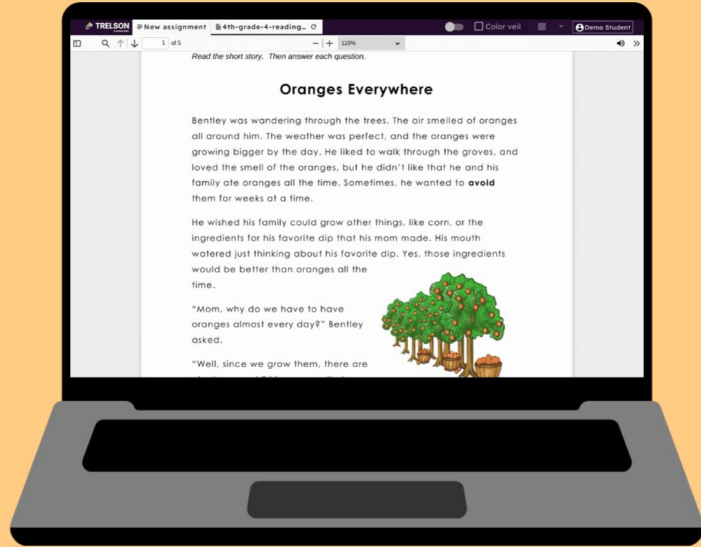 TRELSON New assignment 4th-grade-4-reading... Color veil Demo Student
1 of 5 110%
Read the short story. Then answer each question.
Oranges Everywhere
Bentley was wandering through the trees. The air smelled of oranges
all around him. The weather was perfect, and the oranges were
growing bigger by the day. He liked to walk through the groves, and
loved the smell of the oranges, but he didn't like that he and his
family ate oranges all the time. Sometimes, he wanted to avoid
them for weeks at a time.
He wished his family could grow other things, like corn, or the
ingredients for his favorite dip that his mom made. His mouth
watered just thinking about his favorite dip. Yes, those ingredients
would be better than oranges all the
time.
"Mom, why do we have to have
oranges almost every day?" Bentley
asked.
"Well, since we grow them, there are